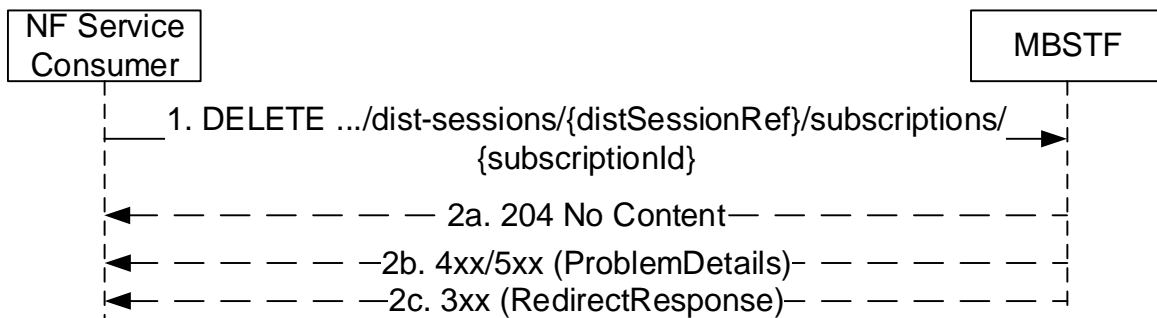 NF Service
Consumer
MBSTF
1. DELETE .../dist-sessions/{distSessionRef}/subscriptions/
{subscriptionId}
2a. 204 No Content
2b. 4xx/5xx (ProblemDetails)
2c. 3xx (RedirectResponse)